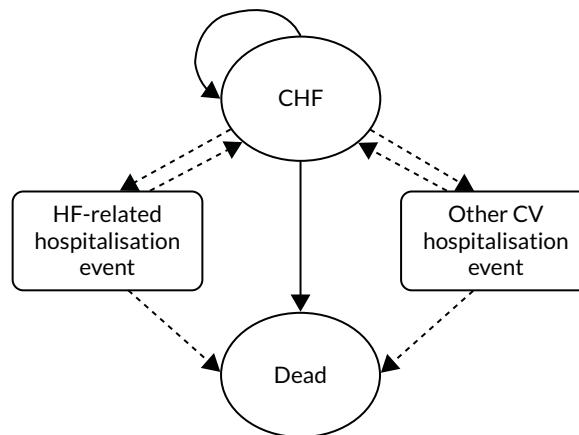 CHF
HF-related
hospitalisation
event
Other CV
hospitalisation
event
Dead